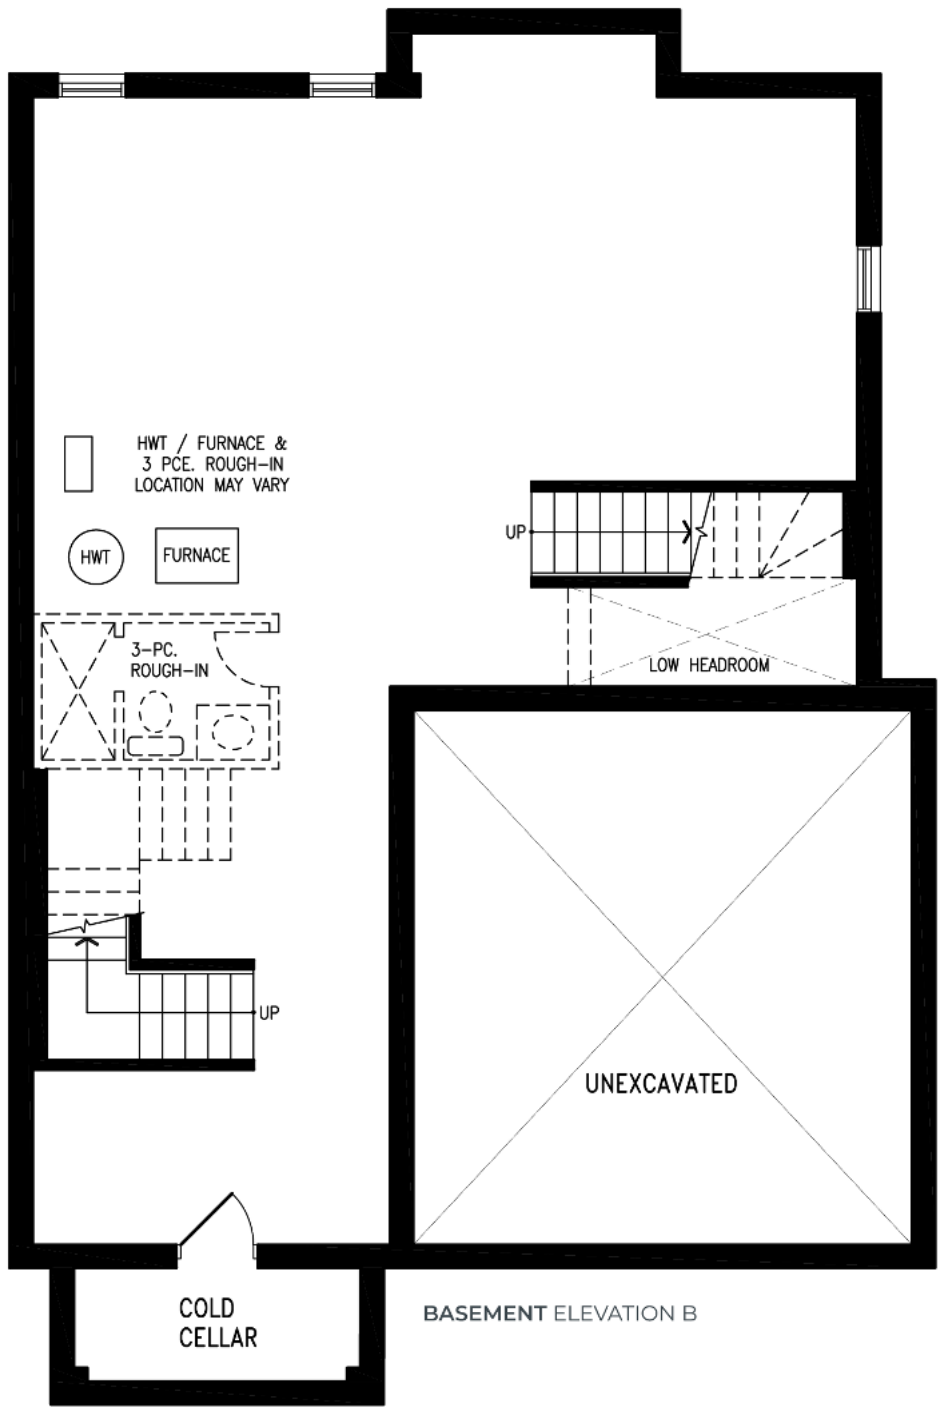 HWT / FURNACE &
3 PCE. ROUGH-IN
LOCATION MAY VARY
UP
HWT
FURNACE
3-PC.
ROUGH-IN
LOW HEADROOM
UP
UNEXCAVATED
COLD
CELLAR
BASEMENT ELEVATION B